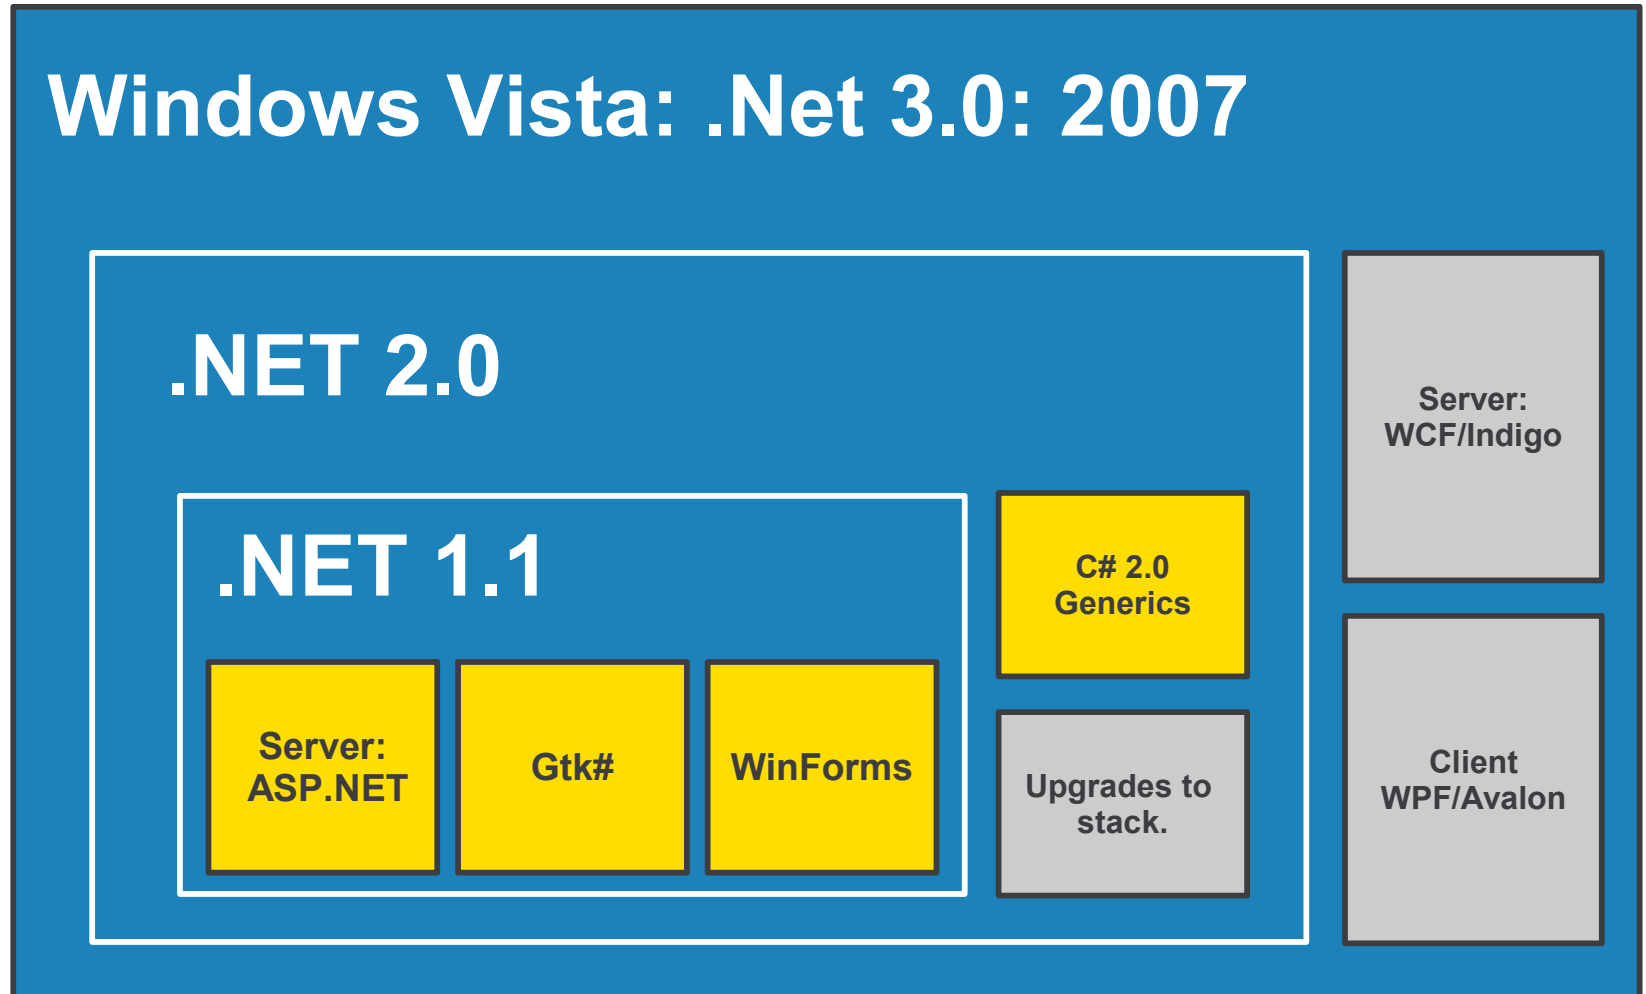 Windows Vista: .Net 3.0: 2007
.NET 2.0
.NET 1.1
Server:
ASP.NET
Gtk#
WinForms
C# 2.0
Generics
Upgrades to
stack.
Server:
WCF/Indigo
Client
WPF/Avalon